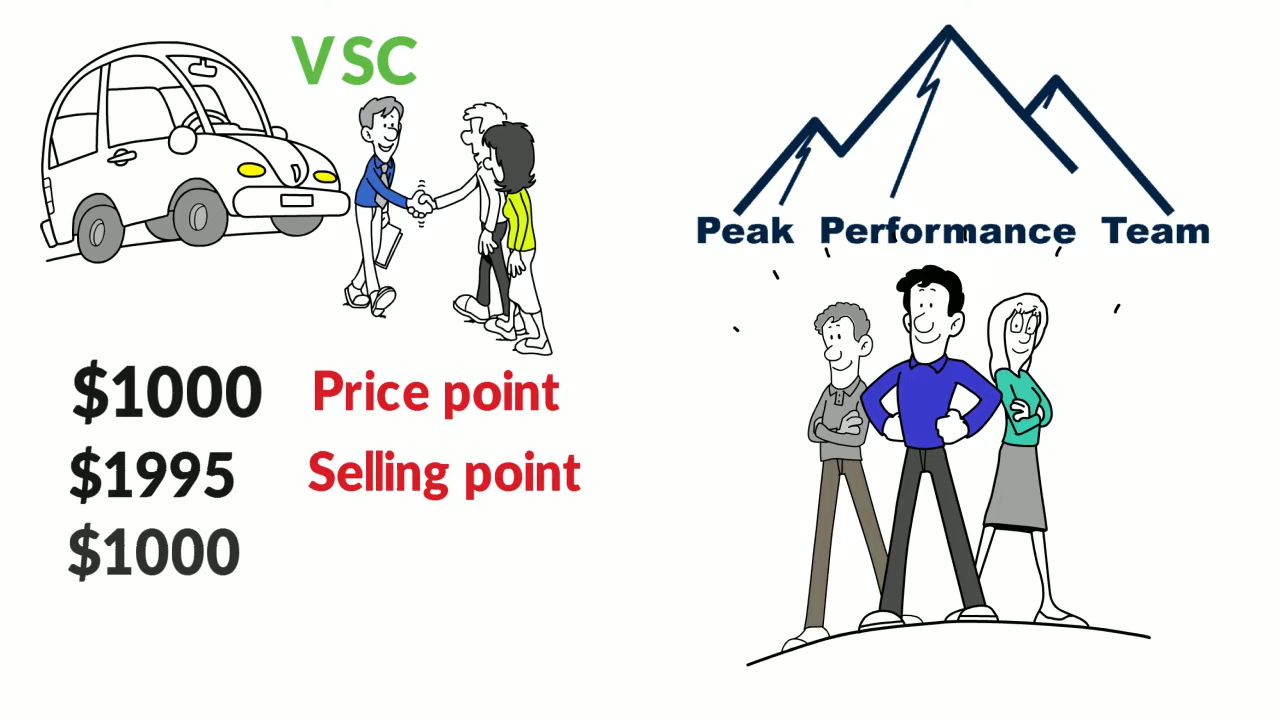 VSC
$1000 Price point
$1995 Selling point
$1000
Peak Performance Team